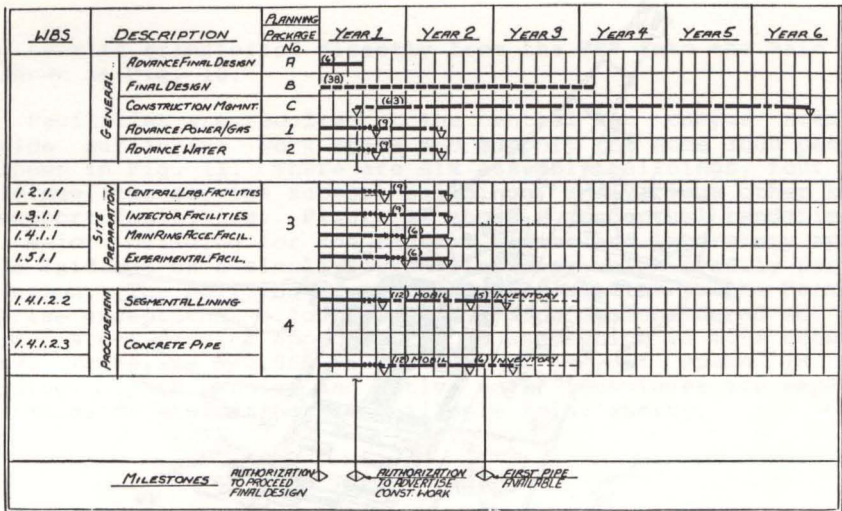 WBS DESCRIPTION PLANNING PACKAGE No. YEAR 1 YEAR 2 YEAR 3 YEAR 4 YEAR 5 YEAR 6
GENERAL
ADVANCE FINAL DESIGN A (6)
FINAL DESIGN B (38)
CONSTRUCTION MGMNT. C (63)
ADVANCE POWER/GAS 1 (9)
ADVANCE WATER 2 (9)
SITE PREPARATION
1.2.1.1 CENTRAL LAB. FACILITIES (9)
1.3.1.1 INJECTOR FACILITIES 3 (9)
1.4.1.1 MAIN RING ACCE. FACIL. (6)
1.5.1.1 EXPERIMENTAL FACIL. (6)
PROCUREMENT
1.4.1.2.2 SEGMENTAL LINING (12) MOBIL (5) INVENTORY
4
1.4.1.2.3 CONCRETE PIPE
(12) MOBIL (6) INVENTORY
MILESTONES
AUTHORIZATION TO PROCEED FINAL DESIGN
AUTHORIZATION TO ADVERTISE CONST. WORK
FIRST PIPE AVAILABLE